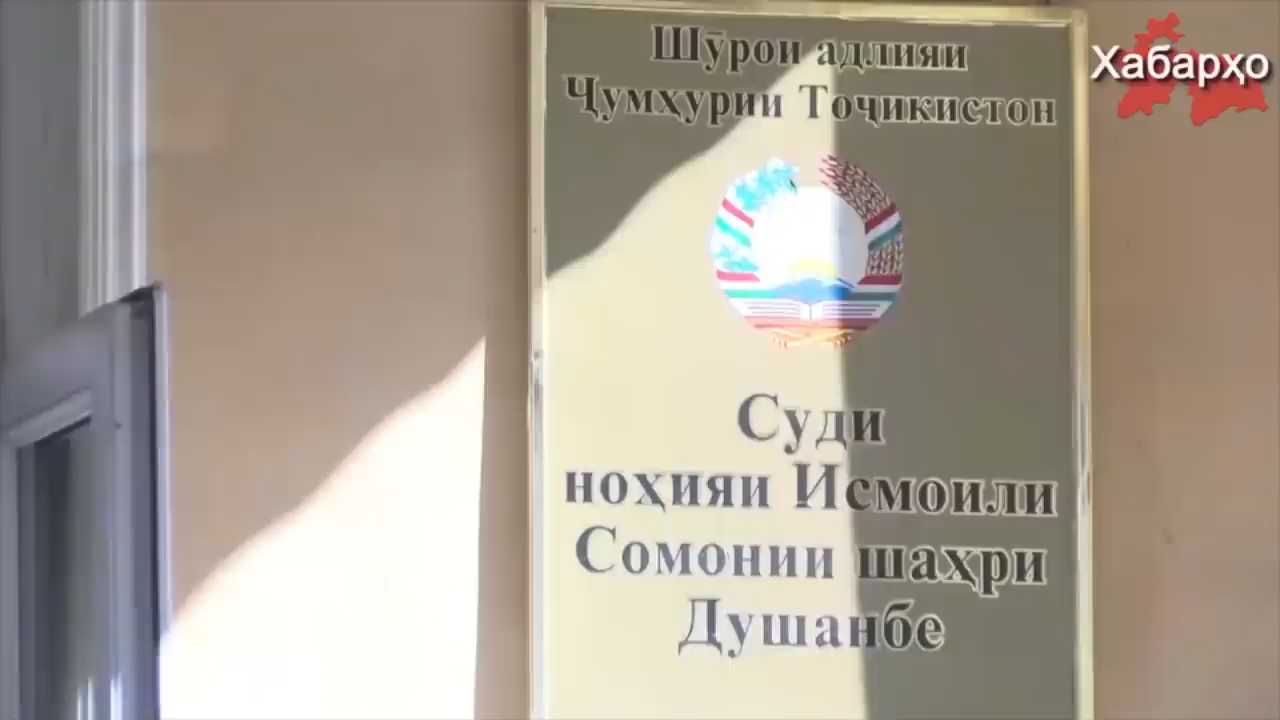 Шӯрои адлияи
Ҷумҳурии Тоҷикистон
Хабарҳо
Суди
ноҳияи Исмоили
Сомонии шаҳри
Душанбе